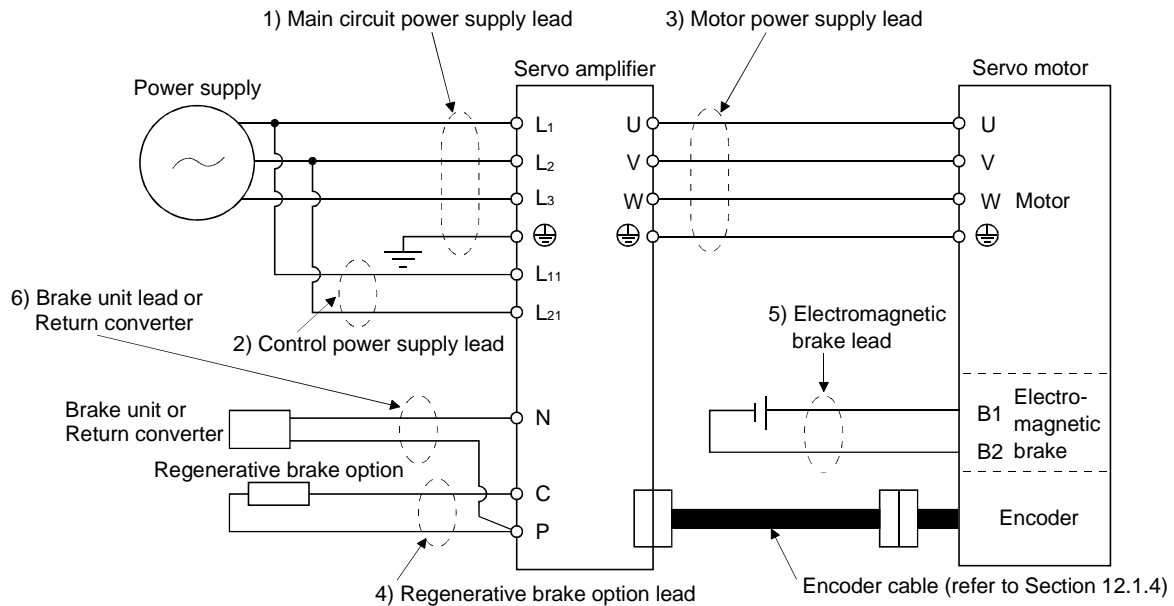 1) Main circuit power supply lead
3) Motor power supply lead
Servo amplifier
Servo motor
Power supply
L1
U
U
L2
V
V
L3
W
W Motor
L11
6) Brake unit lead or
Return converter
L21
5) Electromagnetic
brake lead
2) Control power supply lead
Brake unit or
Return converter
N
B1
Electro-
magnetic
brake
B2
Regenerative brake option
C
P
Encoder
4) Regenerative brake option lead
Encoder cable (refer to Section 12.1.4)